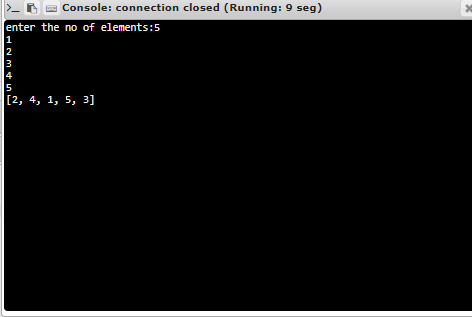 >_ Console: connection closed (Running: 9 seg)
enter the no of elements:5
1
2
3
4
5
[2, 4, 1, 5, 3]